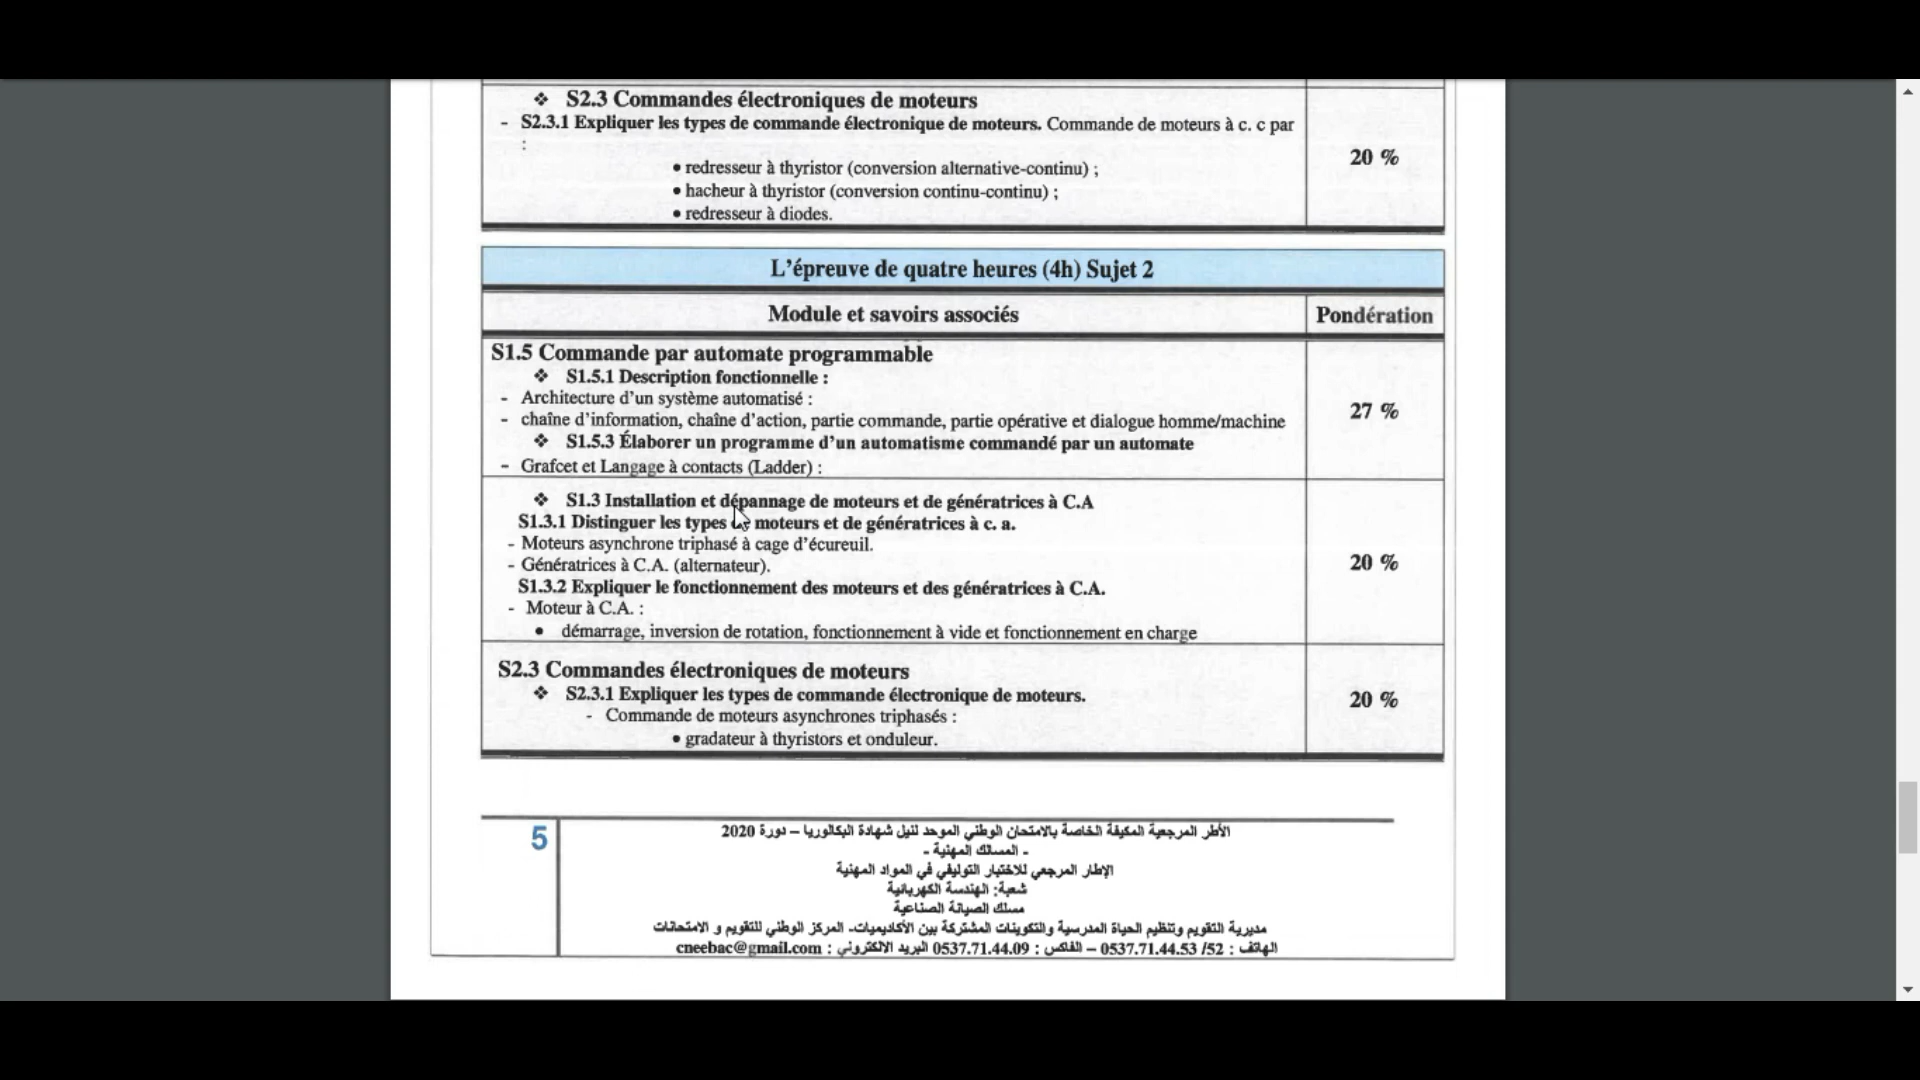 ❖ S2.3 Commandes électroniques de moteurs
- S2.3.1 Expliquer les types de commande électronique de moteurs. Commande de moteurs à c. c par
:
• redresseur à thyristor (conversion alternative-continu) ;
• hacheur à thyristor (conversion continu-continu) ;
• redresseur à diodes.
20 %
L'épreuve de quatre heures (4h) Sujet 2
Module et savoirs associés
Pondération
S1.5 Commande par automate programmable
❖ S1.5.1 Description fonctionnelle :
- Architecture d'un système automatisé :
- chaîne d'information, chaîne d'action, partie commande, partie opérative et dialogue homme/machine
❖ S1.5.3 Élaborer un programme d'un automatisme commandé par un automate
- Grafcet et Langage à contacts (Ladder) :
27 %
❖ S1.3 Installation et dépannage de moteurs et de génératrices à C.A
S1.3.1 Distinguer les types de moteurs et de génératrices à c. a.
- Moteurs asynchrone triphasé à cage d'écureuil.
- Génératrices à C.A. (alternateur).
S1.3.2 Expliquer le fonctionnement des moteurs et des génératrices à C.A.
- Moteur à C.A. :
• démarrage, inversion de rotation, fonctionnement à vide et fonctionnement en charge
20 %
S2.3 Commandes électroniques de moteurs
❖ S2.3.1 Expliquer les types de commande électronique de moteurs.
- Commande de moteurs asynchrones triphasés :
• gradateur à thyristors et onduleur.
20 %
5
الأطر المرجعية المكيفة الخاصة بالامتحان الوطني الموحد لنيل شهادة البكالوريا – دورة 2020
- المسالك المهنية -
الإطار المرجعي للاختبار التوليفي في المواد المهنية
شعبة: الهندسة الكهربائية
مسلك الصيانة الصناعية
مديرية التقويم وتنظيم الحياة المدرسية والتكوينات المشتركة بين الأكاديميات- المركز الوطني للتقويم و الامتحانات
الهاتف : 52/ 0537.71.44.53 – الفاكس : 0537.71.44.09 البريد الالكتروني : cneebac@gmail.com